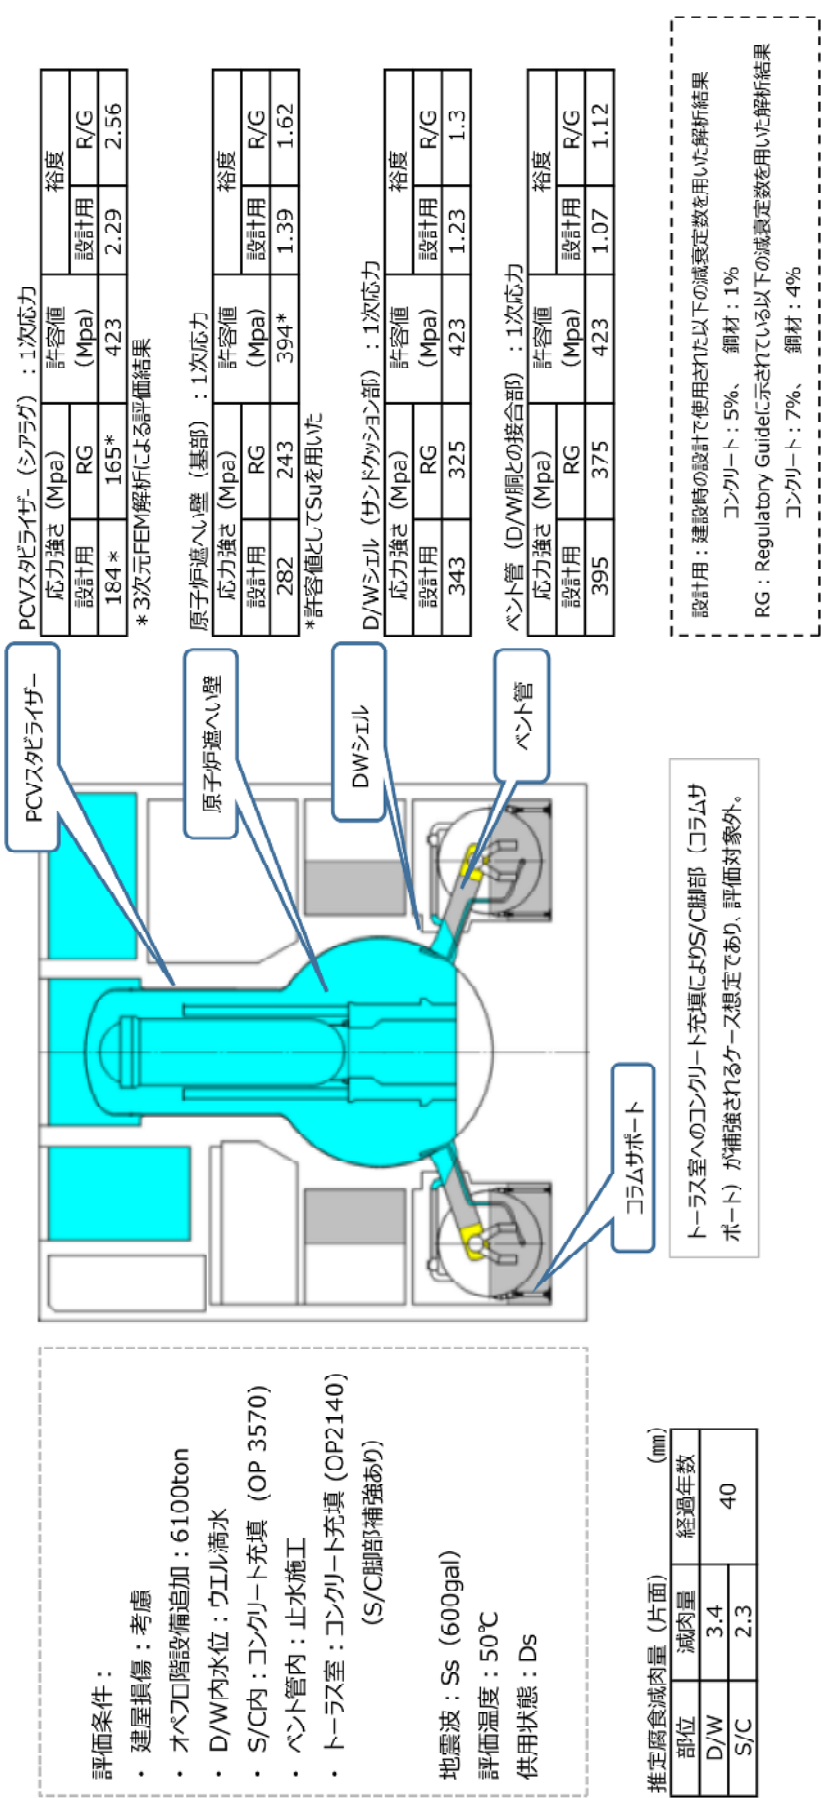 評価条件：
・ 建屋損傷：考慮
・ オペフロ階設備追加：6100ton
・ D/W内水位：ウエル満水
・ S/C内：コンクリート充填 (OP 3570)
・ ベント管内：止水施工
・ トーラス室：コンクリート充填 (OP2140)
(S/C脚部補強あり)
地震波：Ss (600gal)
評価温度：50℃
供用状態：Ds
推定腐食減肉量（片面） (mm)
部位 減肉量 経過年数
D/W 3.4 40
S/C 2.3
PCVスタビライザー
原子炉遮へい壁
DWシェル
ベント管
コラムサポート
トーラス室へのコンクリート充填によりS/C脚部（コラムサ
ポート）が補強されるケース想定であり、評価対象外。
PCVスタビライザー（シアラグ）：1次応力
応力強さ (Mpa) 許容値 (Mpa) 裕度
設計用 RG 設計用 R/G
184* 165* 423 2.29 2.56
*3次元FEM解析による評価結果
原子炉遮へい壁（基部）：1次応力
応力強さ (Mpa) 許容値 (Mpa) 裕度
設計用 RG 設計用 R/G
282 243 394* 1.39 1.62
*許容値としてSuを用いた
D/Wシェル（サンドクッション部）：1次応力
応力強さ (Mpa) 許容値 (Mpa) 裕度
設計用 RG 設計用 R/G
343 325 423 1.23 1.3
ベント管（D/W胴との接合部）：1次応力
応力強さ (Mpa) 許容値 (Mpa) 裕度
設計用 RG 設計用 R/G
395 375 423 1.07 1.12
設計用：建設時の設計で使用された以下の減衰定数を用いた解析結果
コンクリート：5%、 鋼材：1%
RG：Regulatory Guideに示されている以下の減衰定数を用いた解析結果
コンクリート：7%、 鋼材：4%